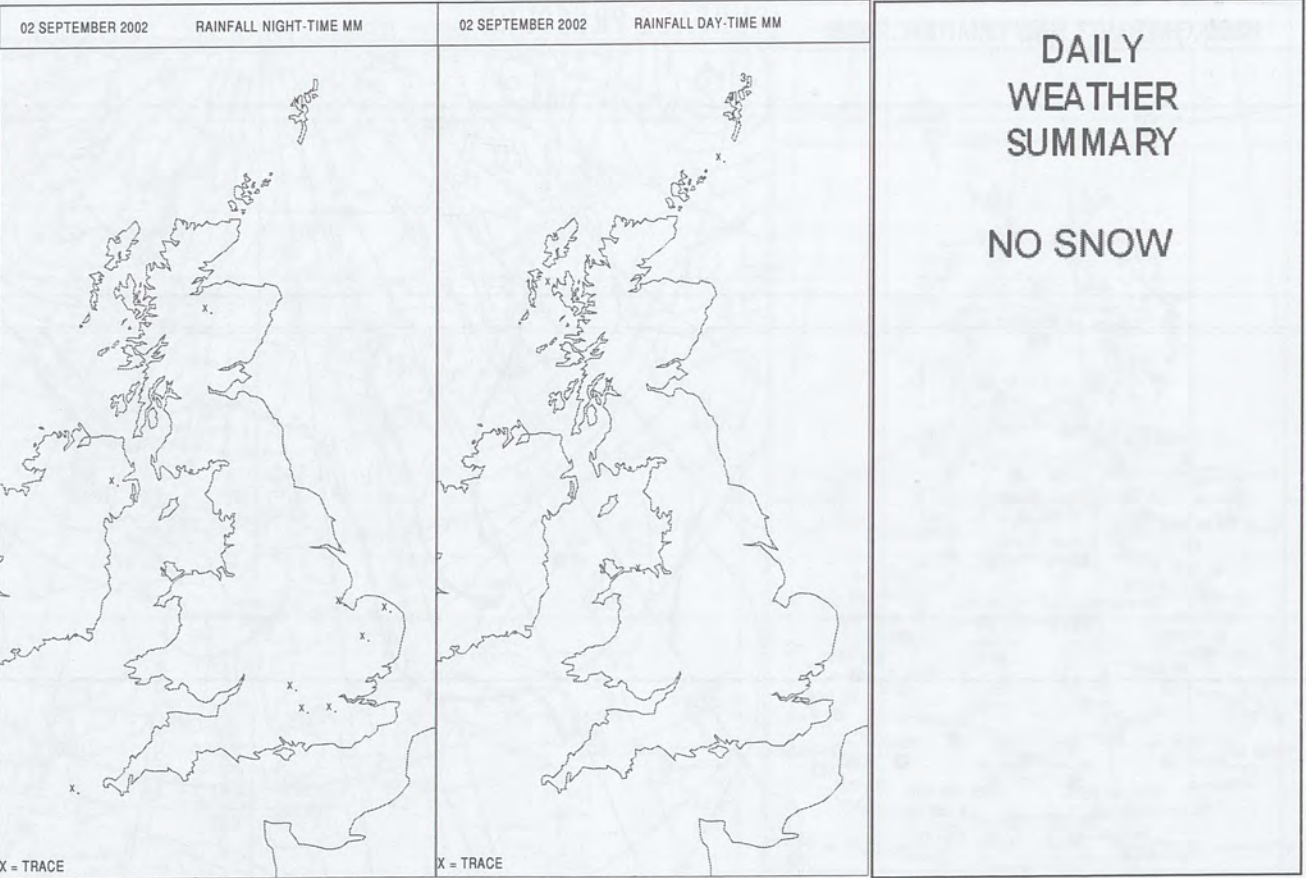 02 SEPTEMBER 2002 RAINFALL NIGHT-TIME MM
x.
x.
x.
x.
x.
x.
x.
x.
x.
X = TRACE
02 SEPTEMBER 2002 RAINFALL DAY-TIME MM
3
x.
x.
X = TRACE
DAILY
WEATHER
SUMMARY
NO SNOW